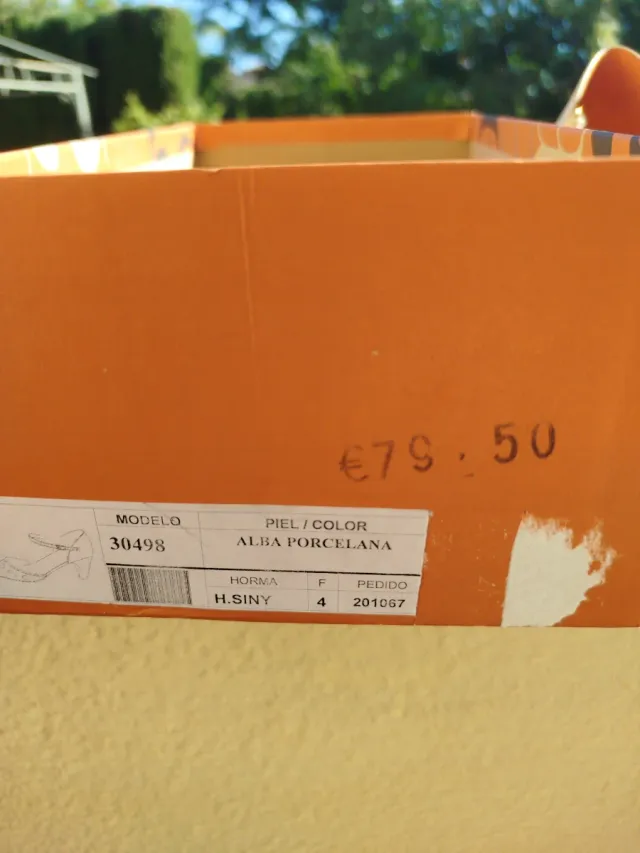 €79.50
MODELO
30498
PIEL / COLOR
ALBA PORCELANA
HORMA F PEDIDO
H.SINY 4 201067